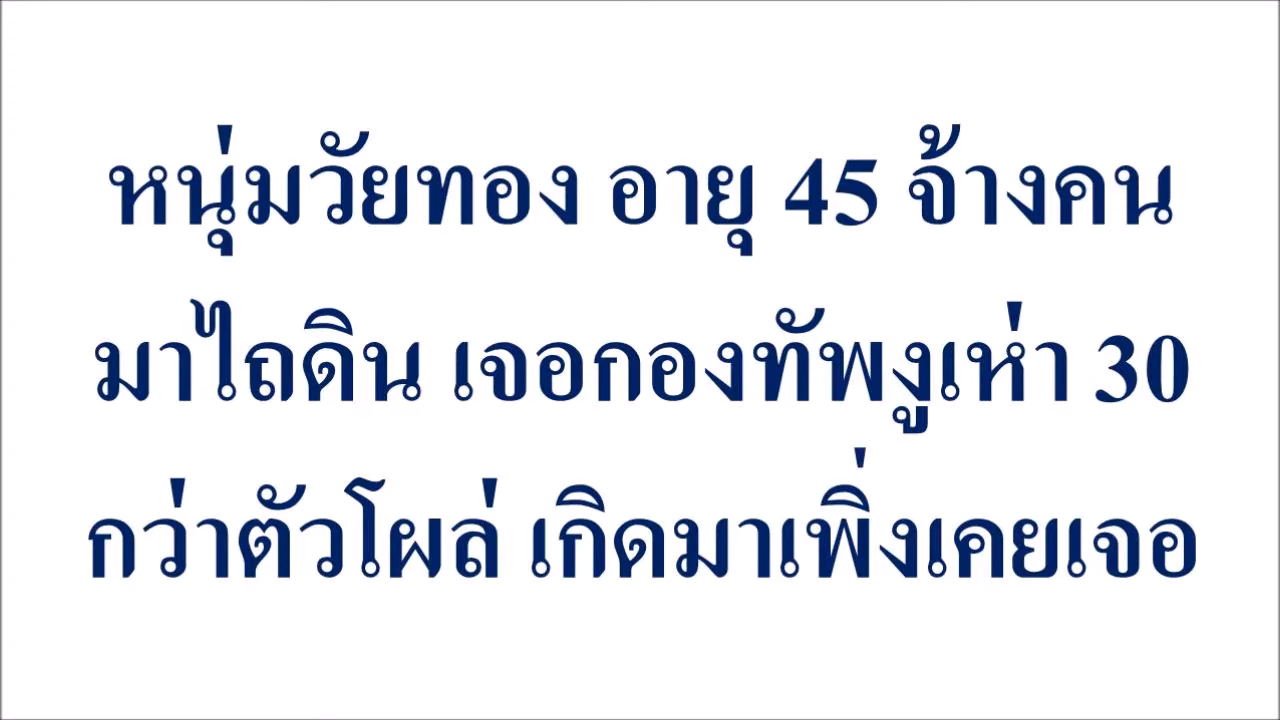 หนุ่มวัยทอง อายุ 45 จ้างคน
มาไถดิน เจอกองทัพงูเห่า 30
กว่าตัวโผล่ เกิดมาเพิ่งเคยเจอ